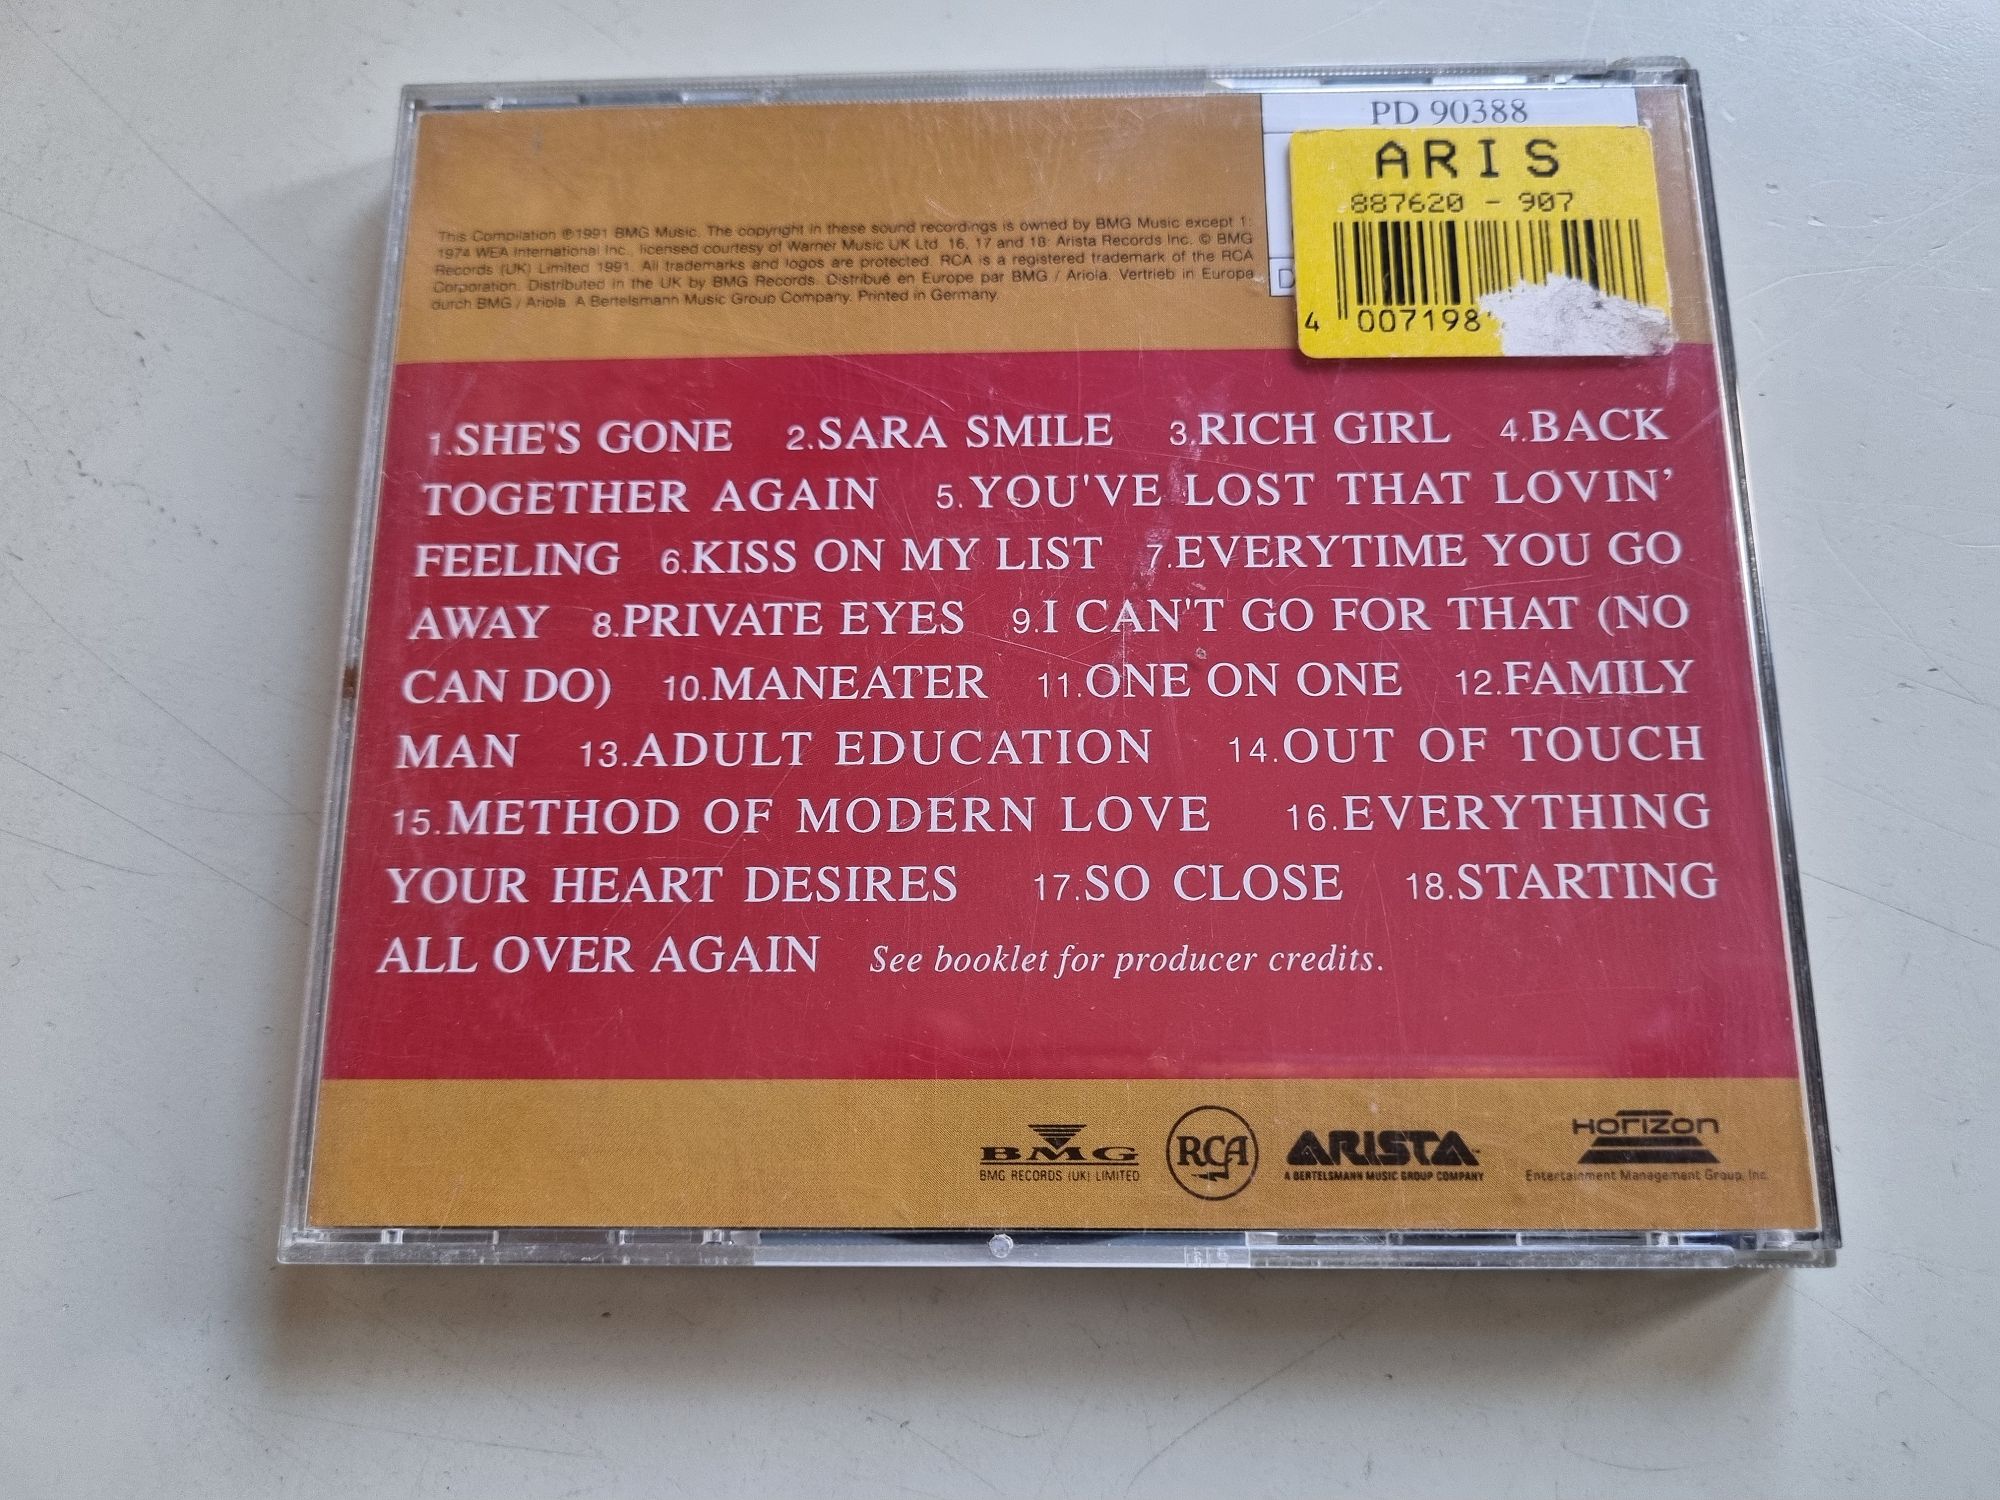 PD 90388
ARIS
887620 - 907
4 007198
D
This Compilation ℗1991 BMG Music. The copyright in these sound recordings is owned by BMG Music except 1:
1974 WEA International Inc., licensed courtesy of Warner Music UK Ltd. 16, 17 and 18: Arista Records Inc. © BMG
Records (UK) Limited 1991. All trademarks and logos are protected. RCA is a registered trademark of the RCA
Corporation. Distributed in the UK by BMG Records. Distribué en Europe par BMG / Ariola. Vertrieb in Europa
durch BMG / Ariola. A Bertelsmann Music Group Company. Printed in Germany.
1.SHE'S GONE 2.SARA SMILE 3.RICH GIRL 4.BACK
TOGETHER AGAIN 5.YOU'VE LOST THAT LOVIN'
FEELING 6.KISS ON MY LIST 7.EVERYTIME YOU GO
AWAY 8.PRIVATE EYES 9.I CAN'T GO FOR THAT (NO
CAN DO) 10.MANEATER 11.ONE ON ONE 12.FAMILY
MAN 13.ADULT EDUCATION 14.OUT OF TOUCH
15.METHOD OF MODERN LOVE 16.EVERYTHING
YOUR HEART DESIRES 17.SO CLOSE 18.STARTING
ALL OVER AGAIN See booklet for producer credits.
BMG
BMG RECORDS (UK) LIMITED
RCA
ARISTA
A BERTELSMANN MUSIC GROUP COMPANY
HORIZON
Entertainment Management Group, Inc.